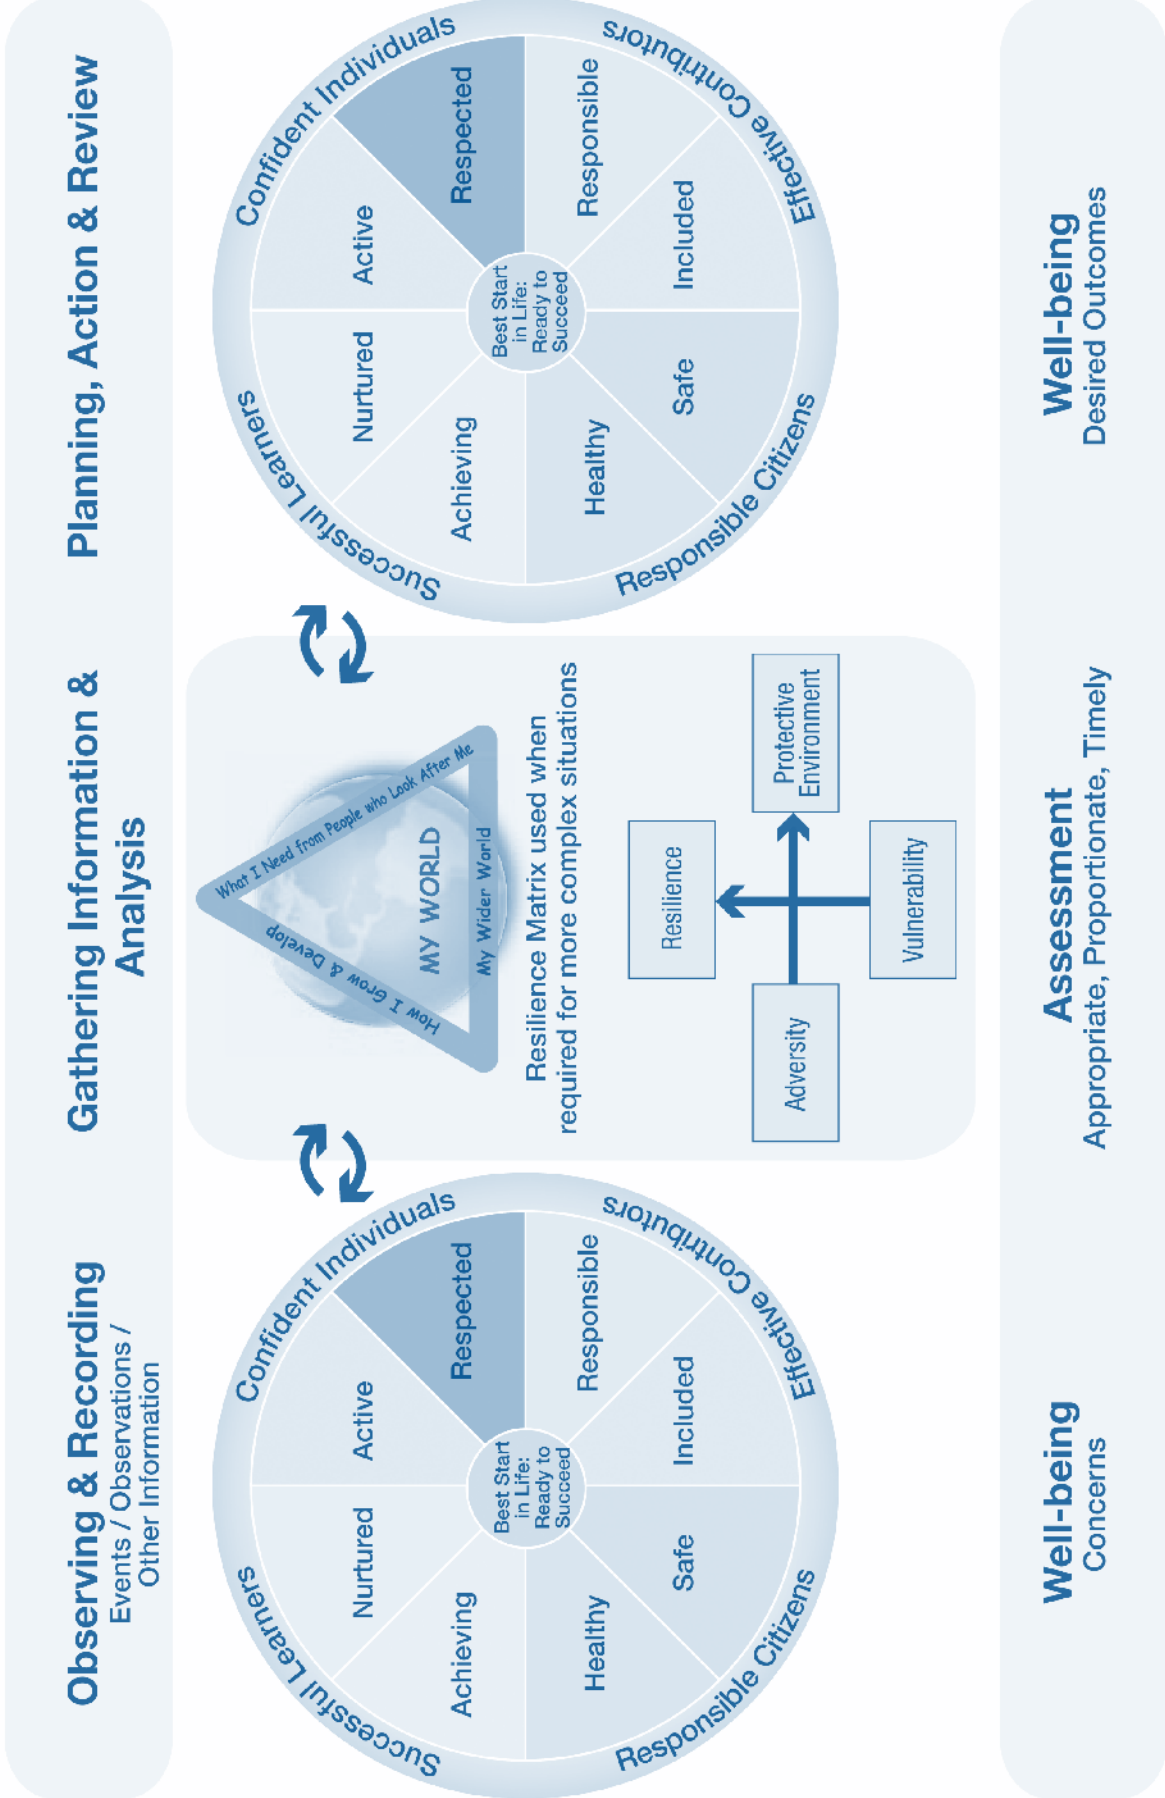 Observing & Recording
Events / Observations /
Other Information
Gathering Information &
Analysis
Planning, Action & Review
Successful Learners
Confident Individuals
Nurtured
Active
Achieving
Respected
Best Start
in Life:
Ready to
Succeed
Healthy
Responsible
Safe
Included
Responsible Citizens
Effective Contributors
How I Grow & Develop
What I Need from People who Look After Me
MY WORLD
My Wider World
Resilience Matrix used when
required for more complex situations
Resilience
Adversity
Protective
Environment
Vulnerability
Successful Learners
Confident Individuals
Nurtured
Active
Achieving
Respected
Best Start
in Life:
Ready to
Succeed
Healthy
Responsible
Safe
Included
Responsible Citizens
Effective Contributors
Well-being
Concerns
Assessment
Appropriate, Proportionate, Timely
Well-being
Desired Outcomes